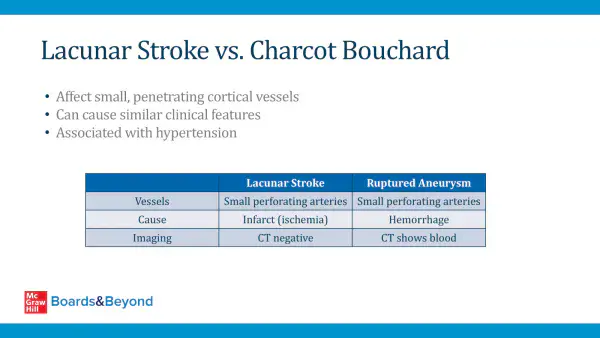 Lacunar Stroke vs. Charcot Bouchard
• Affect small, penetrating cortical vessels
• Can cause similar clinical features
• Associated with hypertension
Lacunar Stroke Ruptured Aneurysm
Vessels Small perforating arteries Small perforating arteries
Cause Infarct (ischemia) Hemorrhage
Imaging CT negative CT shows blood
Mc
Graw
Hill
Boards&Beyond